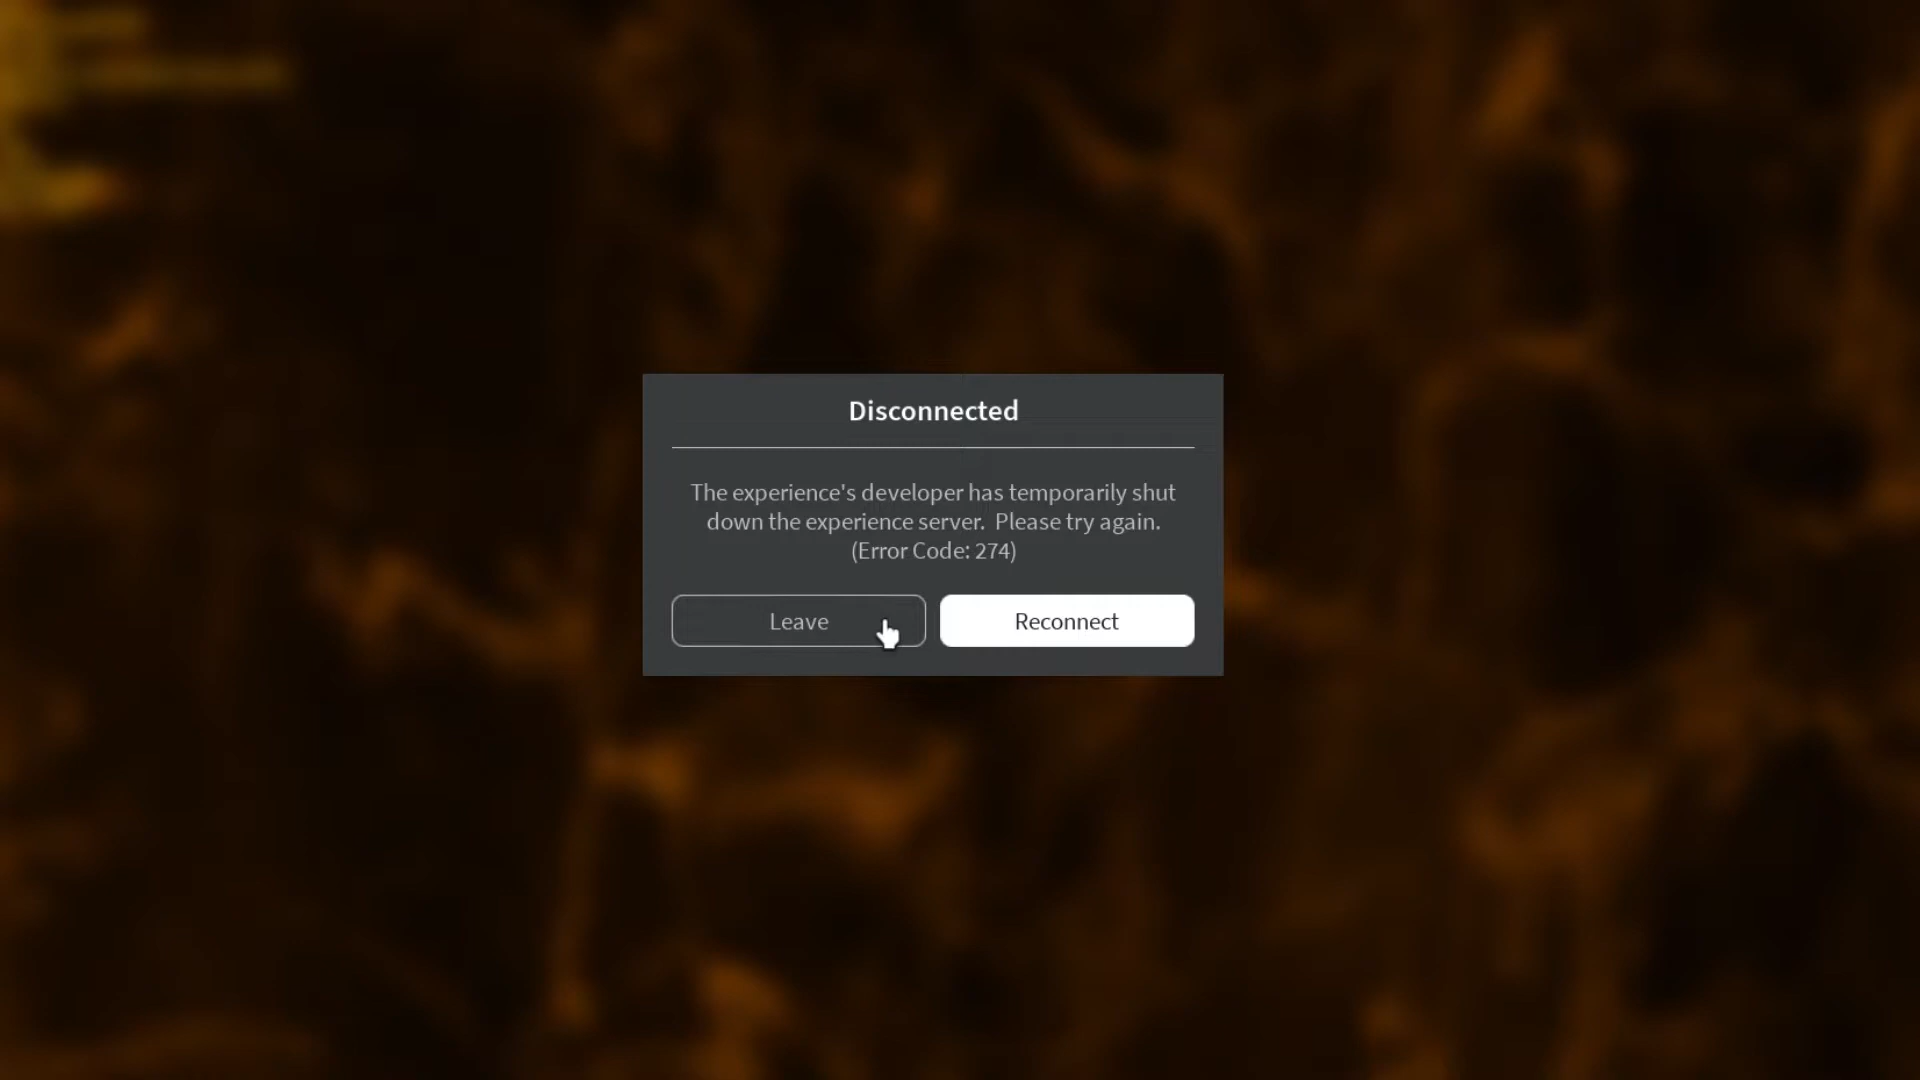 Disconnected
The experience's developer has temporarily shut
down the experience server.  Please try again.
(Error Code: 274)
Leave
Reconnect